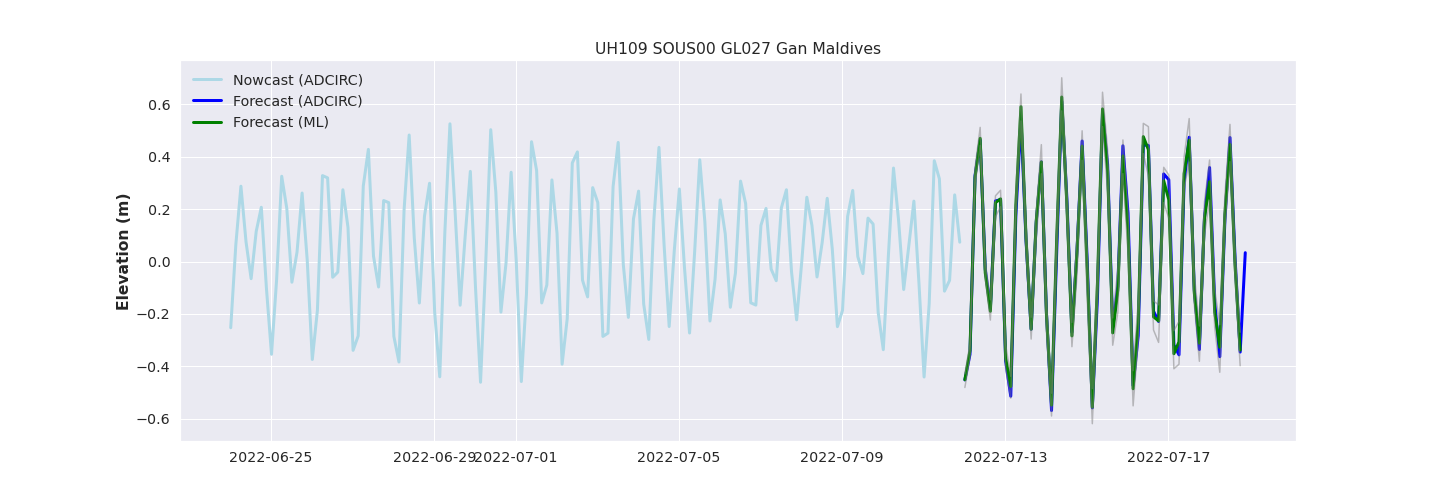 UH109 SOUS00 GL027 Gan Maldives
Nowcast (ADCIRC)
Forecast (ADCIRC)
Forecast (ML)
Elevation (m)
0.6
0.4
0.2
0.0
−0.2
−0.4
−0.6
2022-06-25
2022-06-29
2022-07-01
2022-07-05
2022-07-09
2022-07-13
2022-07-17